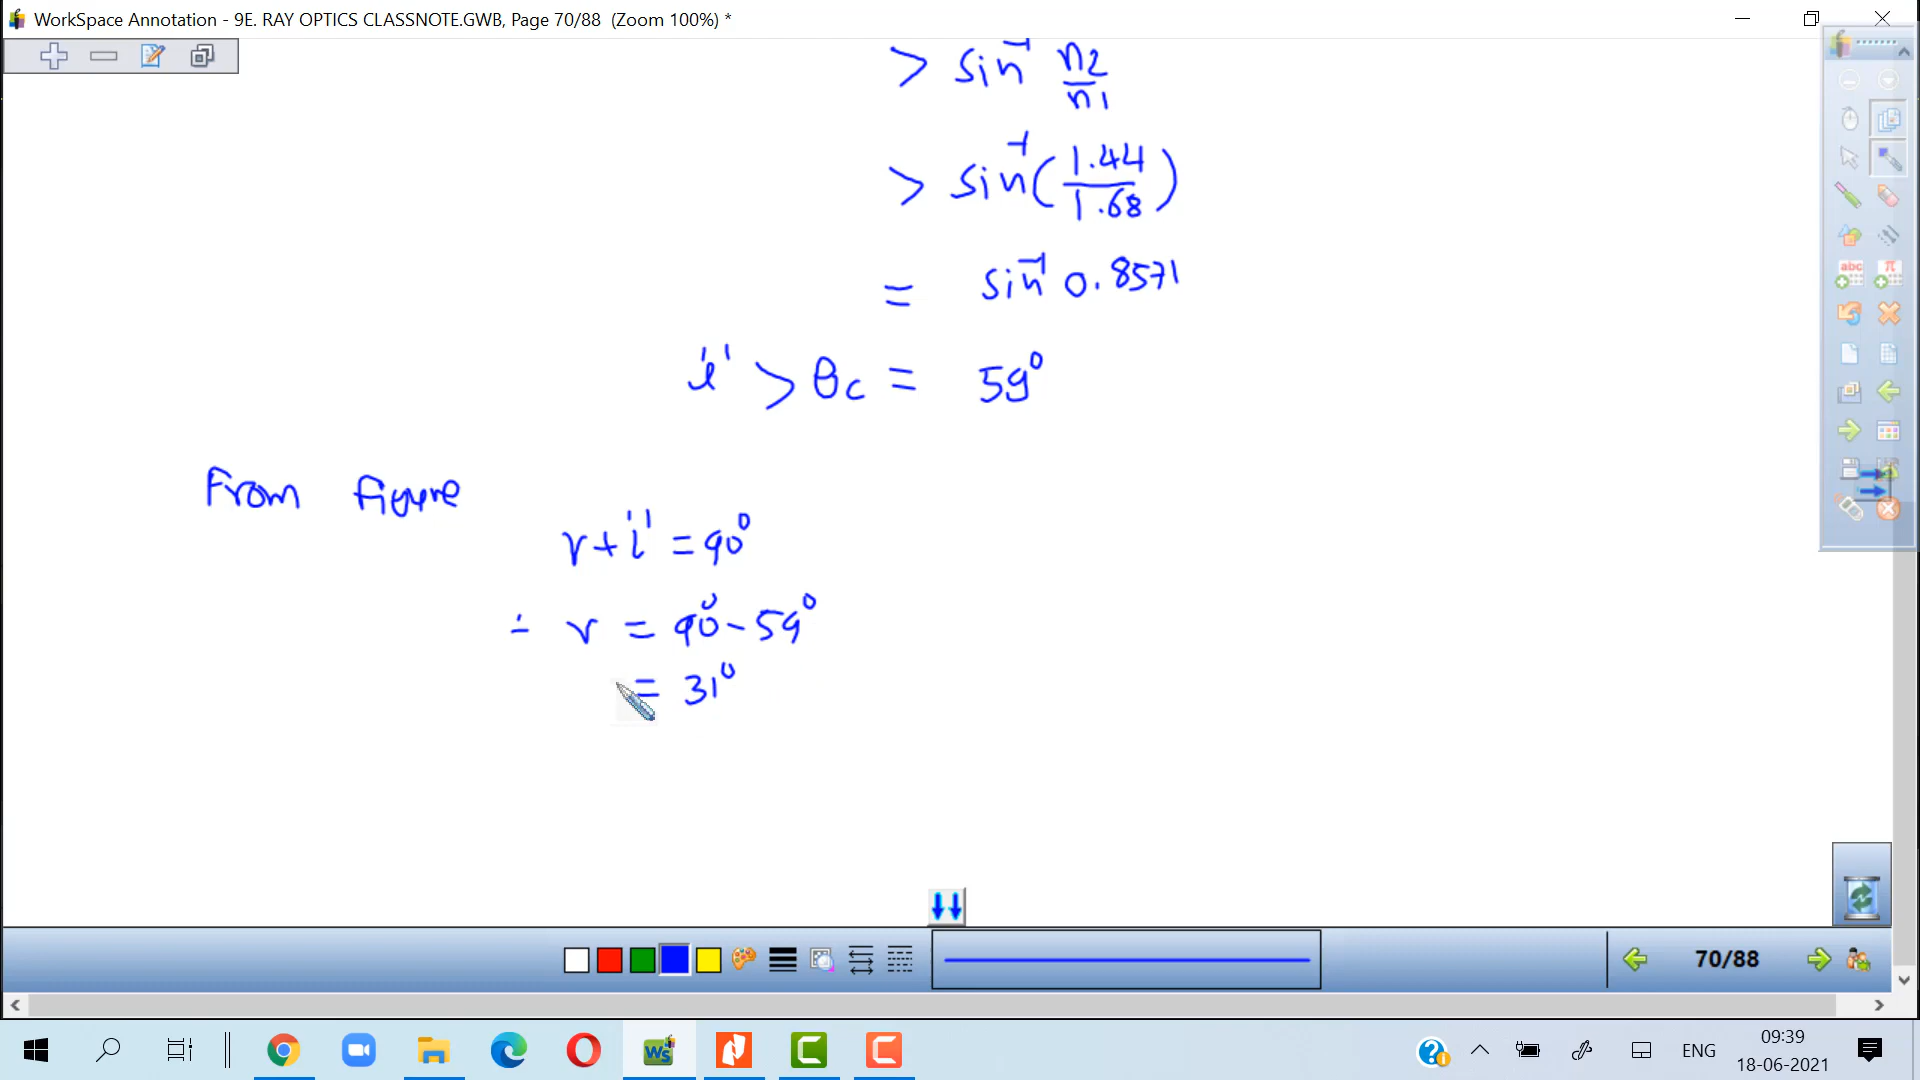 WorkSpace Annotation - 9E. RAY OPTICS CLASSNOTE.GWB, Page 70/88 (Zoom 100%) *
> sin⁻¹ n2/n1
> sin⁻¹ (1.44/1.68)
= sin⁻¹ 0.8571
i' > θc = 59°
From figure
r + i' = 90°
∴ r = 90° - 59°
= 31°
abc
π
70/88
WS
ENG
09:39
18-06-2021